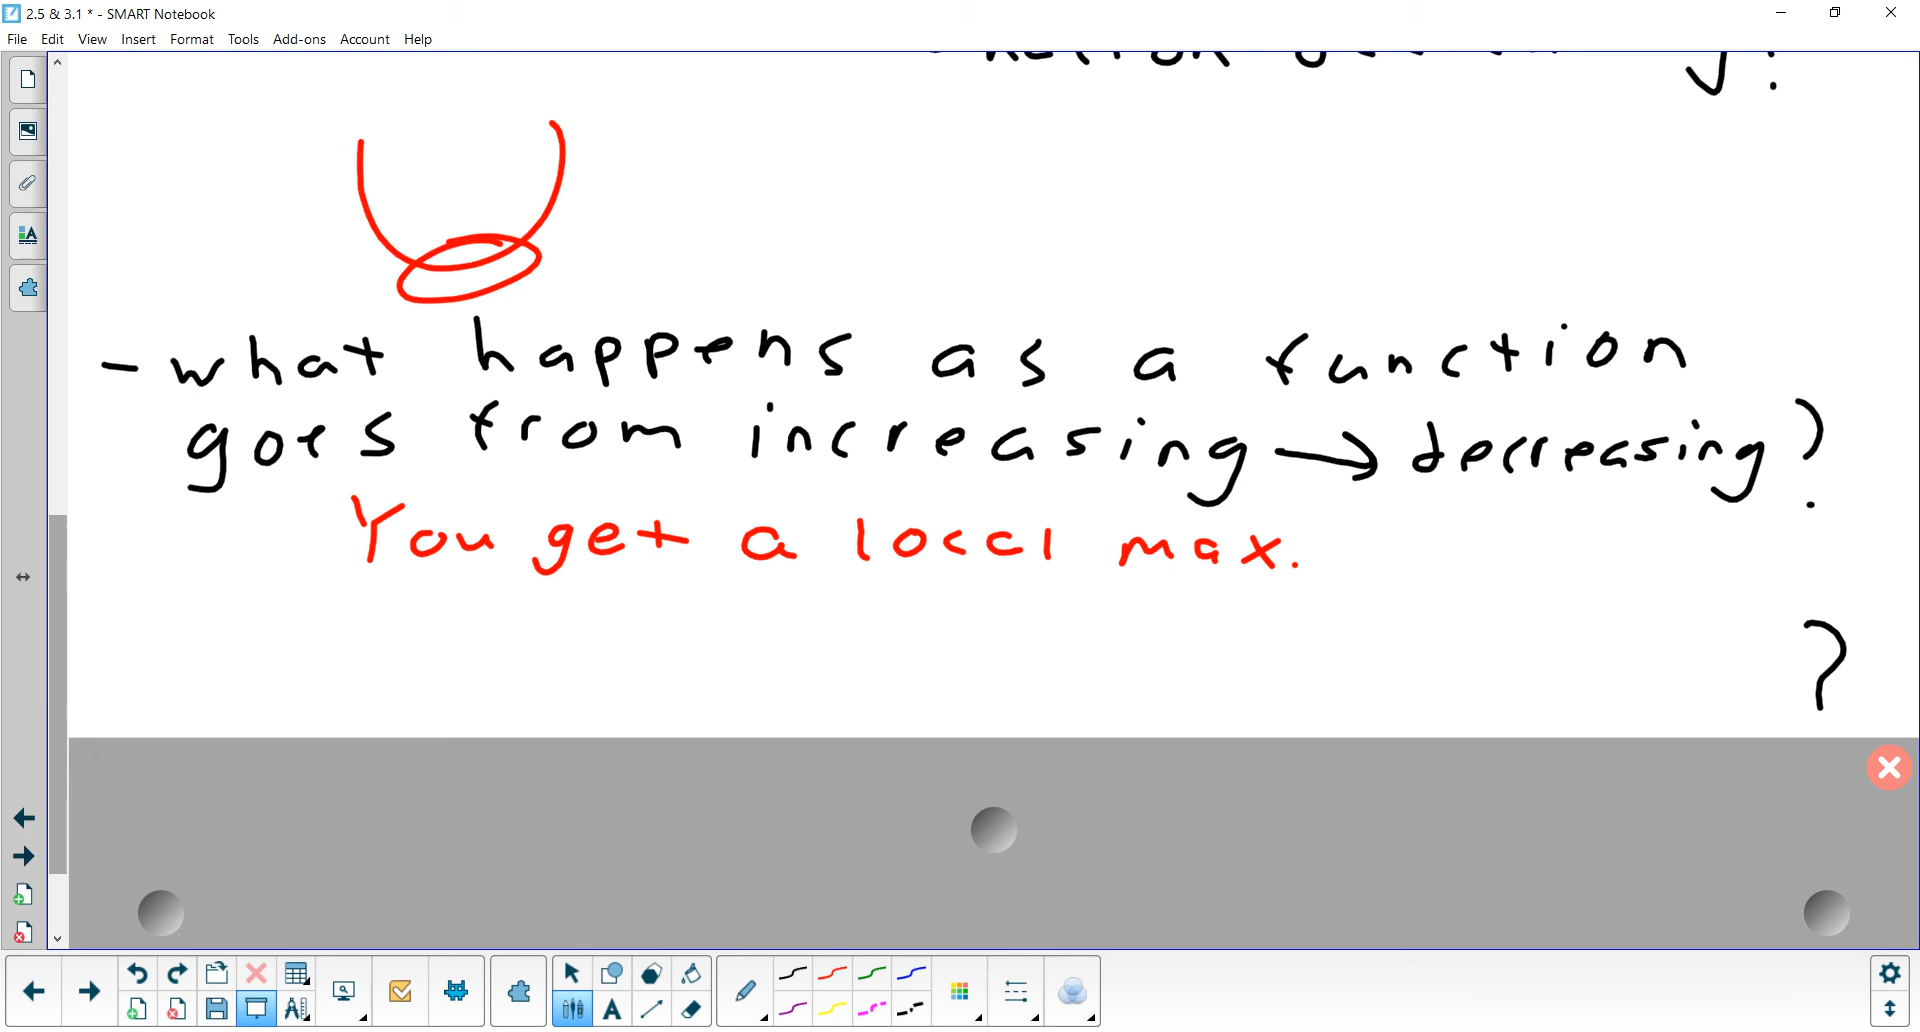 2.5 & 3.1 * - SMART Notebook
File Edit View Insert Format Tools Add-ons Account Help
- what happens as a function
goes from increasing → decreasing?
You get a local max.
?